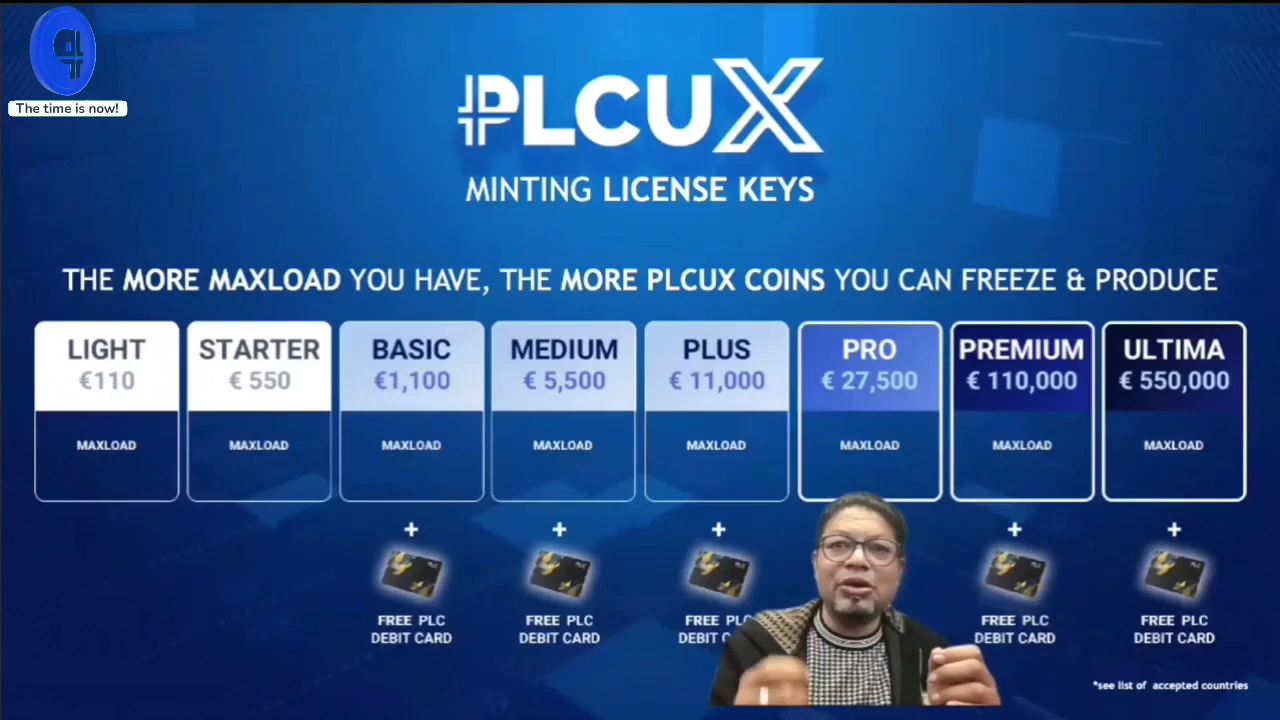 The time is now!
PLCUX
MINTING LICENSE KEYS
THE MORE MAXLOAD YOU HAVE, THE MORE PLCUX COINS YOU CAN FREEZE & PRODUCE
LIGHT
€110
MAXLOAD
STARTER
€ 550
MAXLOAD
BASIC
€1,100
MAXLOAD
+
FREE PLC
DEBIT CARD
MEDIUM
€ 5,500
MAXLOAD
+
FREE PLC
DEBIT CARD
PLUS
€ 11,000
MAXLOAD
+
FREE PLC
DEBIT
PRO
€ 27,500
MAXLOAD
PREMIUM
€ 110,000
MAXLOAD
+
FREE PLC
DEBIT CARD
ULTIMA
€ 550,000
MAXLOAD
+
FREE PLC
DEBIT CARD
*see list of accepted countries